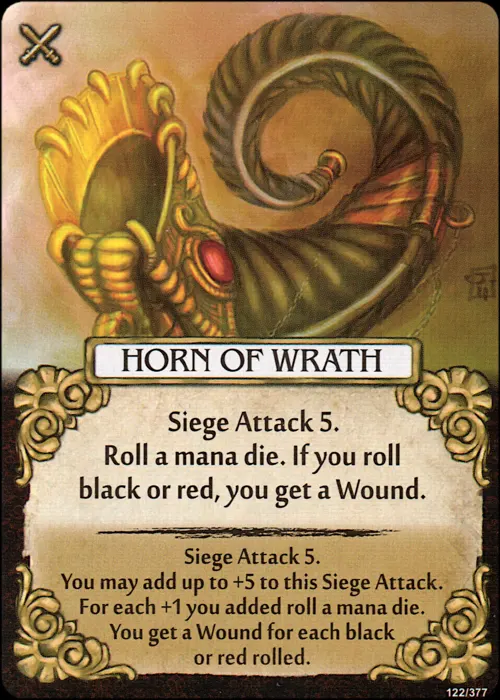 HORN OF WRATH
Siege Attack 5.
Roll a mana die. If you roll
black or red, you get a Wound.
Siege Attack 5.
You may add up to +5 to this Siege Attack.
For each +1 you added roll a mana die.
You get a Wound for each black
or red rolled.
122/377